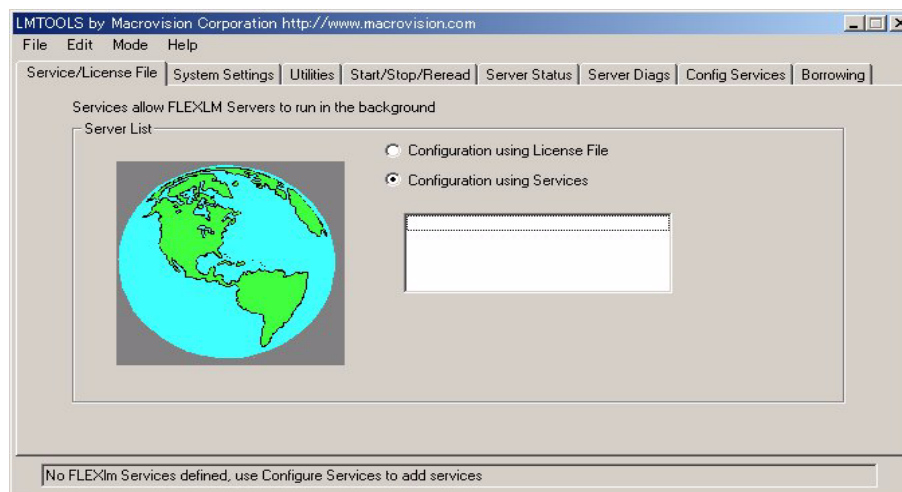 LMTOOLS by Macrovision Corporation http://www.macrovision.com
File Edit Mode Help
Service/License File System Settings Utilities Start/Stop/Reread Server Status Server Diags Config Services Borrowing
Services allow FLEXLM Servers to run in the background
Server List
Configuration using License File
Configuration using Services
No FLEXlm Services defined, use Configure Services to add services